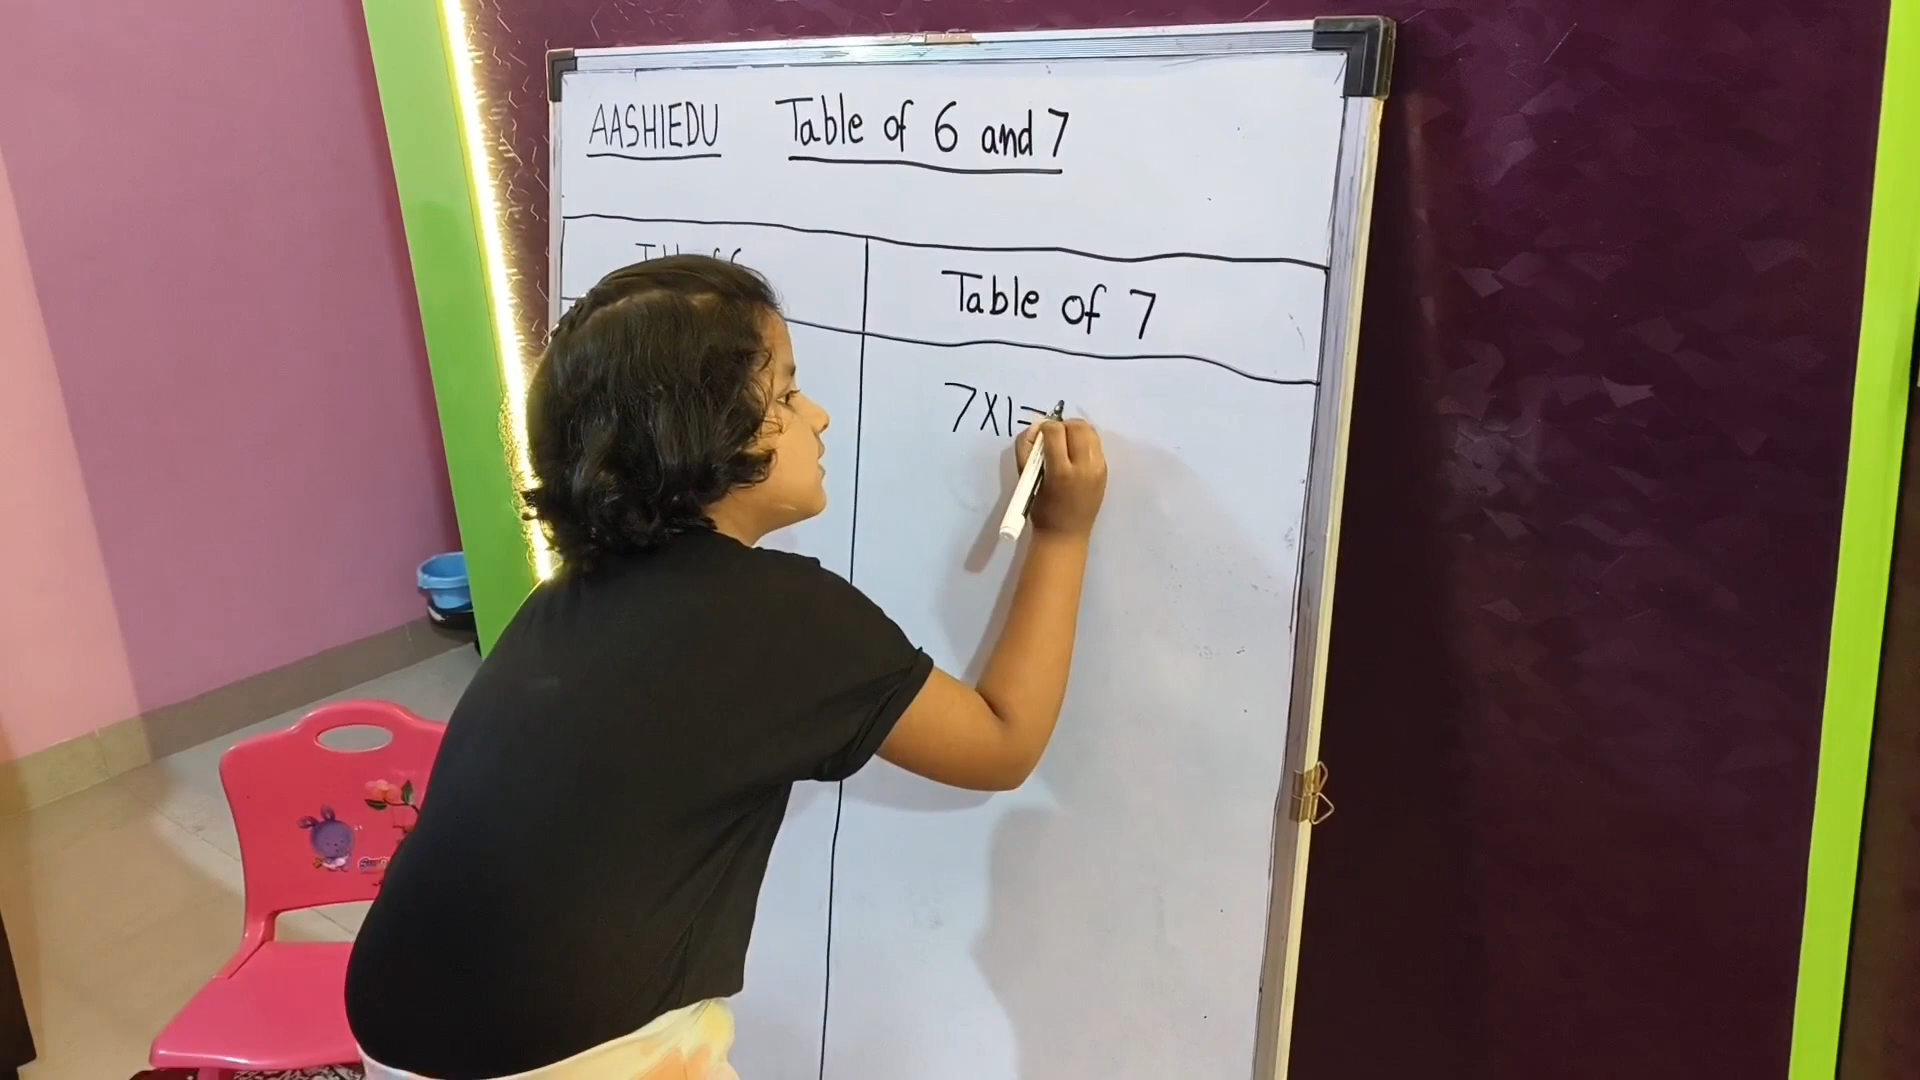 AASHIEDU Table of 6 and 7
Table of 7
7X1=